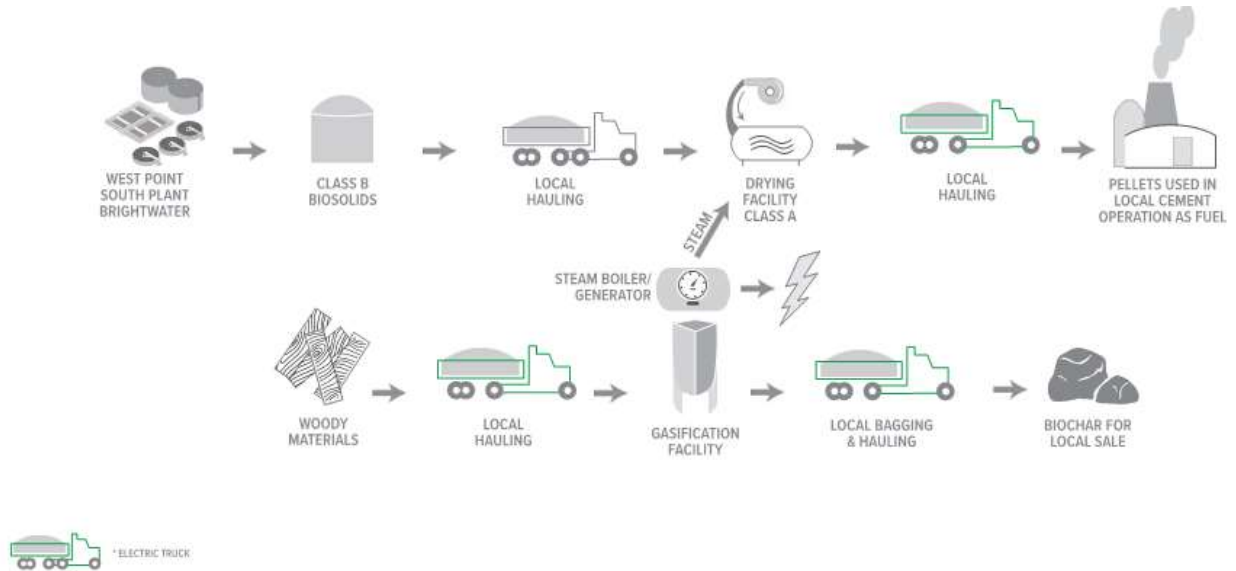 WEST POINT
SOUTH PLANT
BRIGHTWATER
CLASS B
BIOSOLIDS
LOCAL
HAULING
DRYING
FACILITY
CLASS A
LOCAL
HAULING
PELLETS USED IN
LOCAL CEMENT
OPERATION AS FUEL
STEAM
STEAM BOILER/
GENERATOR
WOODY
MATERIALS
LOCAL
HAULING
GASIFICATION
FACILITY
LOCAL BAGGING
& HAULING
BIOCHAR FOR
LOCAL SALE
* ELECTRIC TRUCK